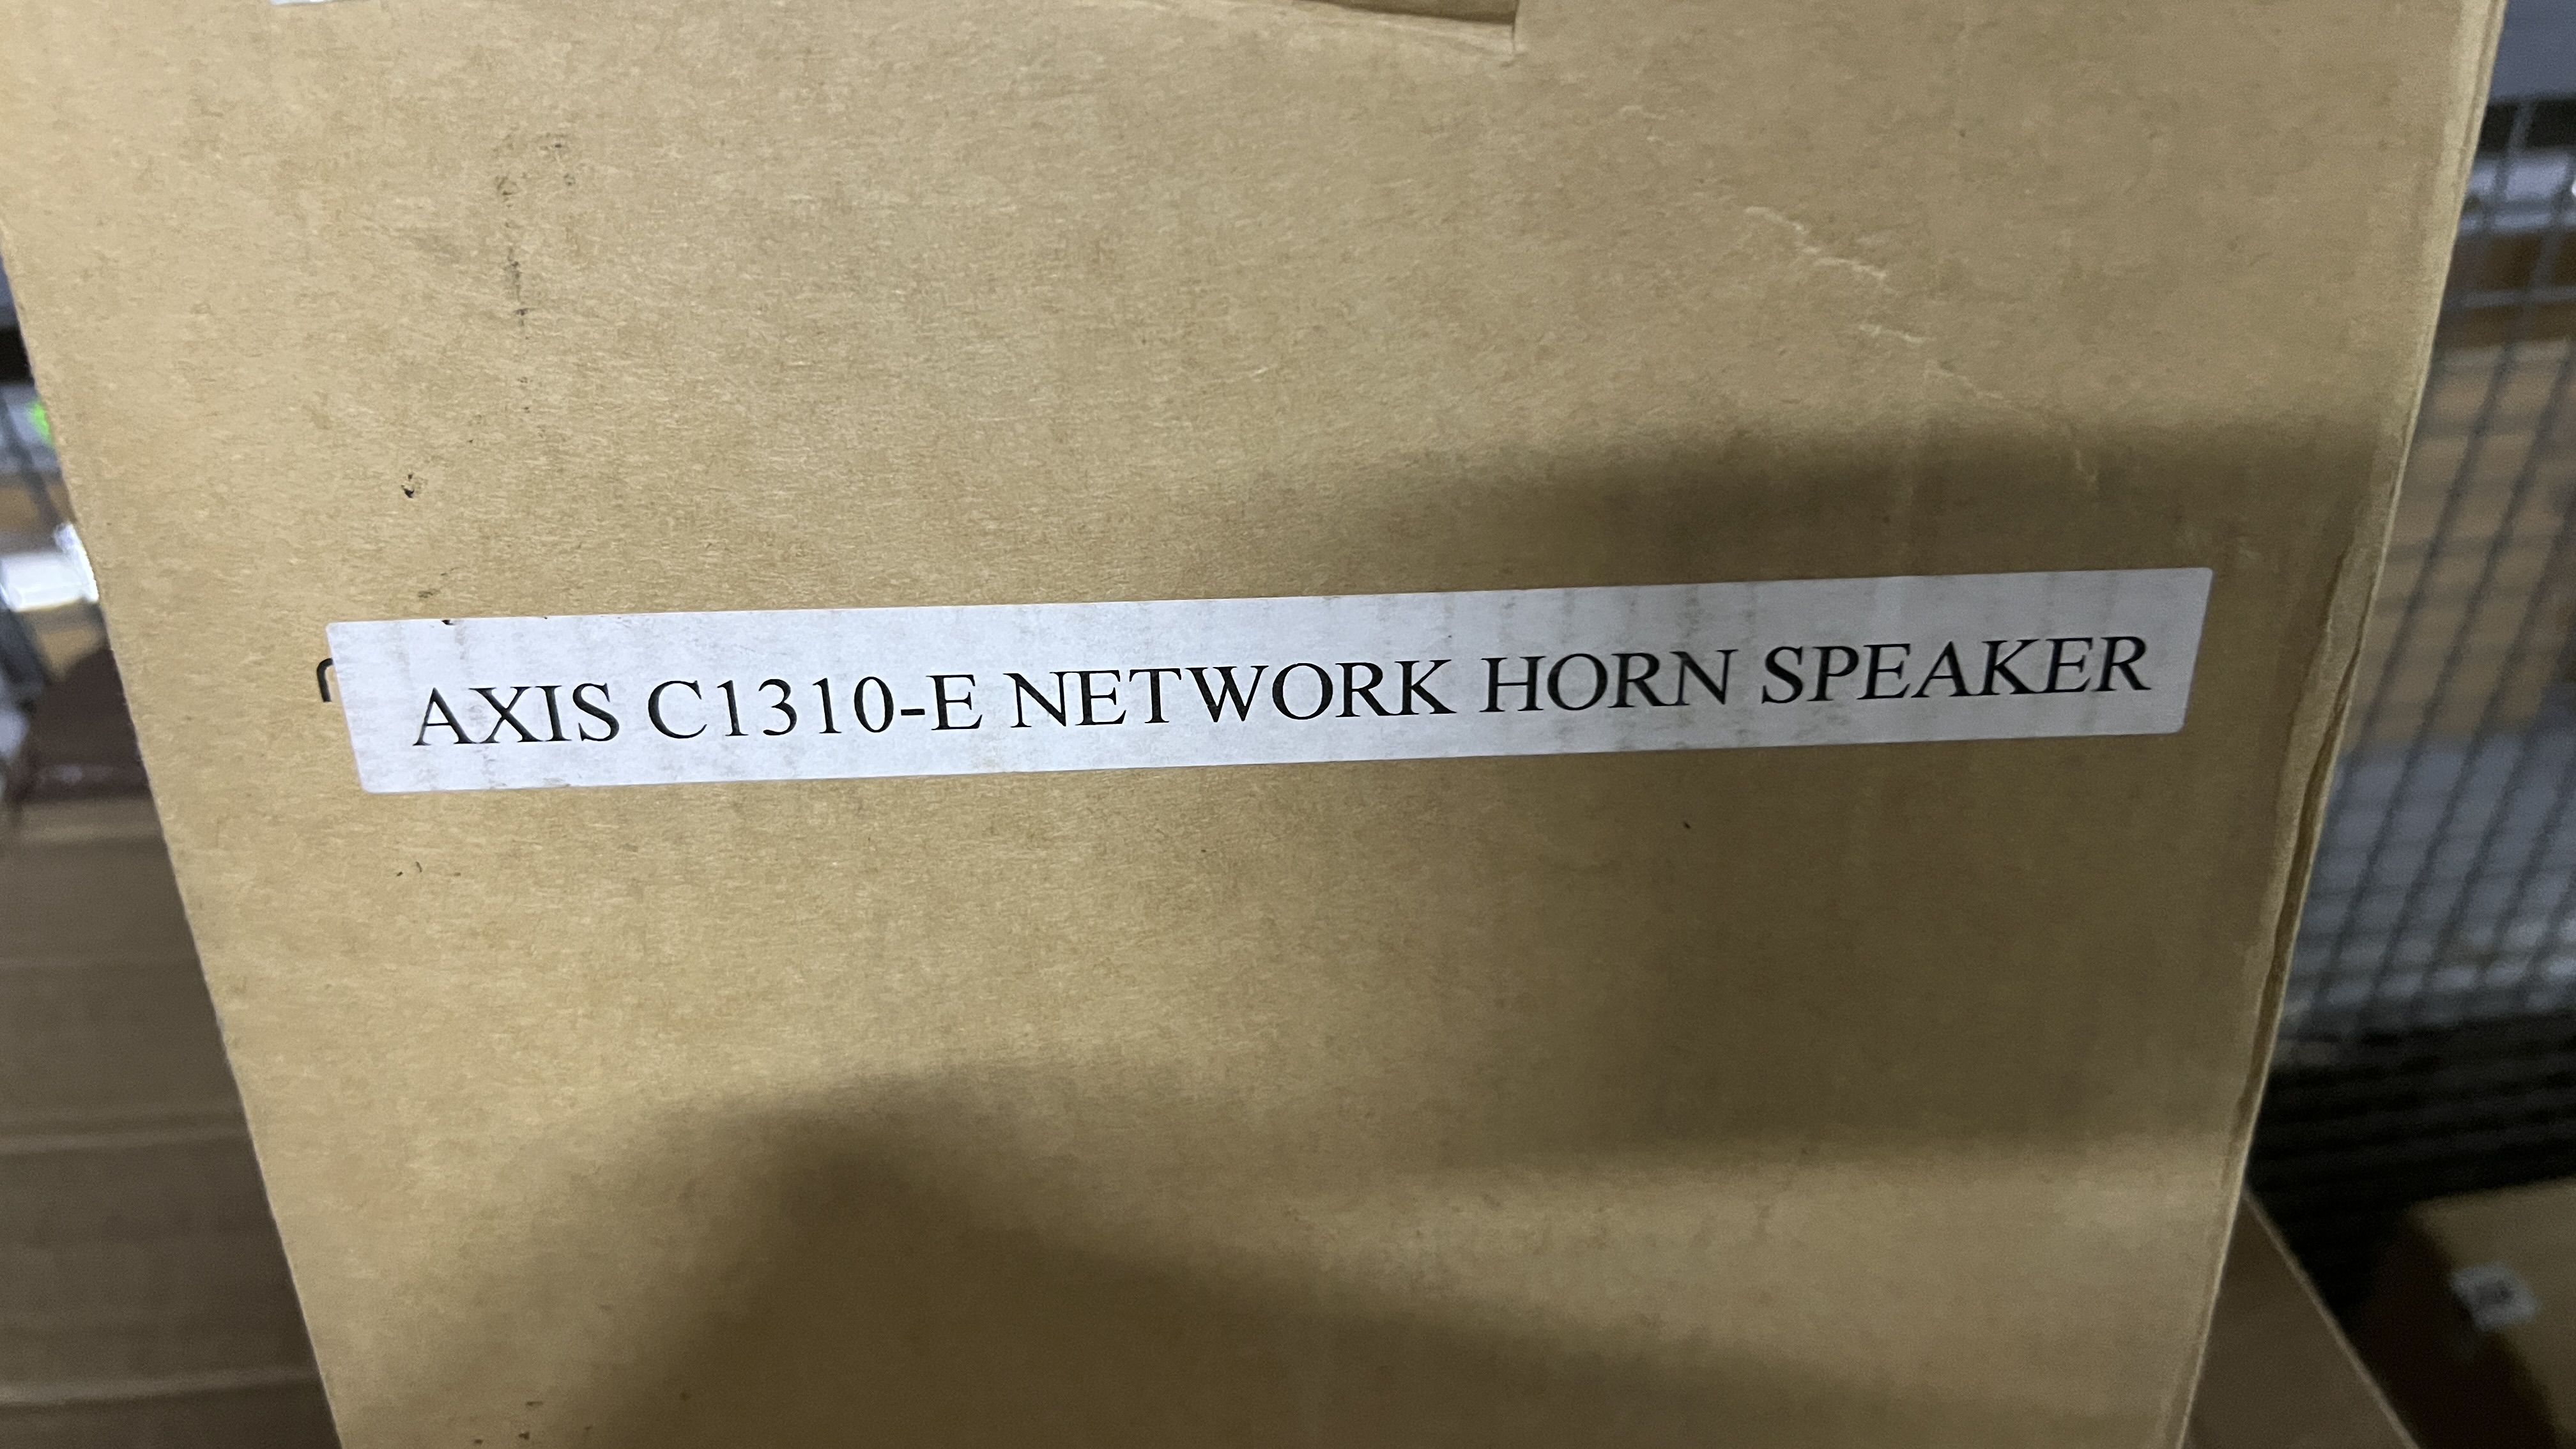 AXIS C1310-E NETWORK HORN SPEAKER